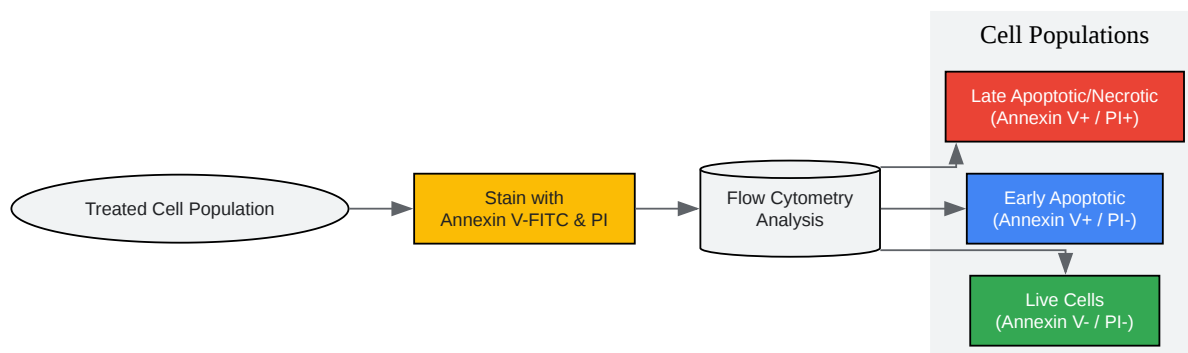 Cell Populations
Late Apoptotic/Necrotic
(Annexin V+ / PI+)
Treated Cell Population
Stain with
Annexin V-FITC & PI
Flow Cytometry
Analysis
Early Apoptotic
(Annexin V+ / PI-)
Live Cells
(Annexin V- / PI-)